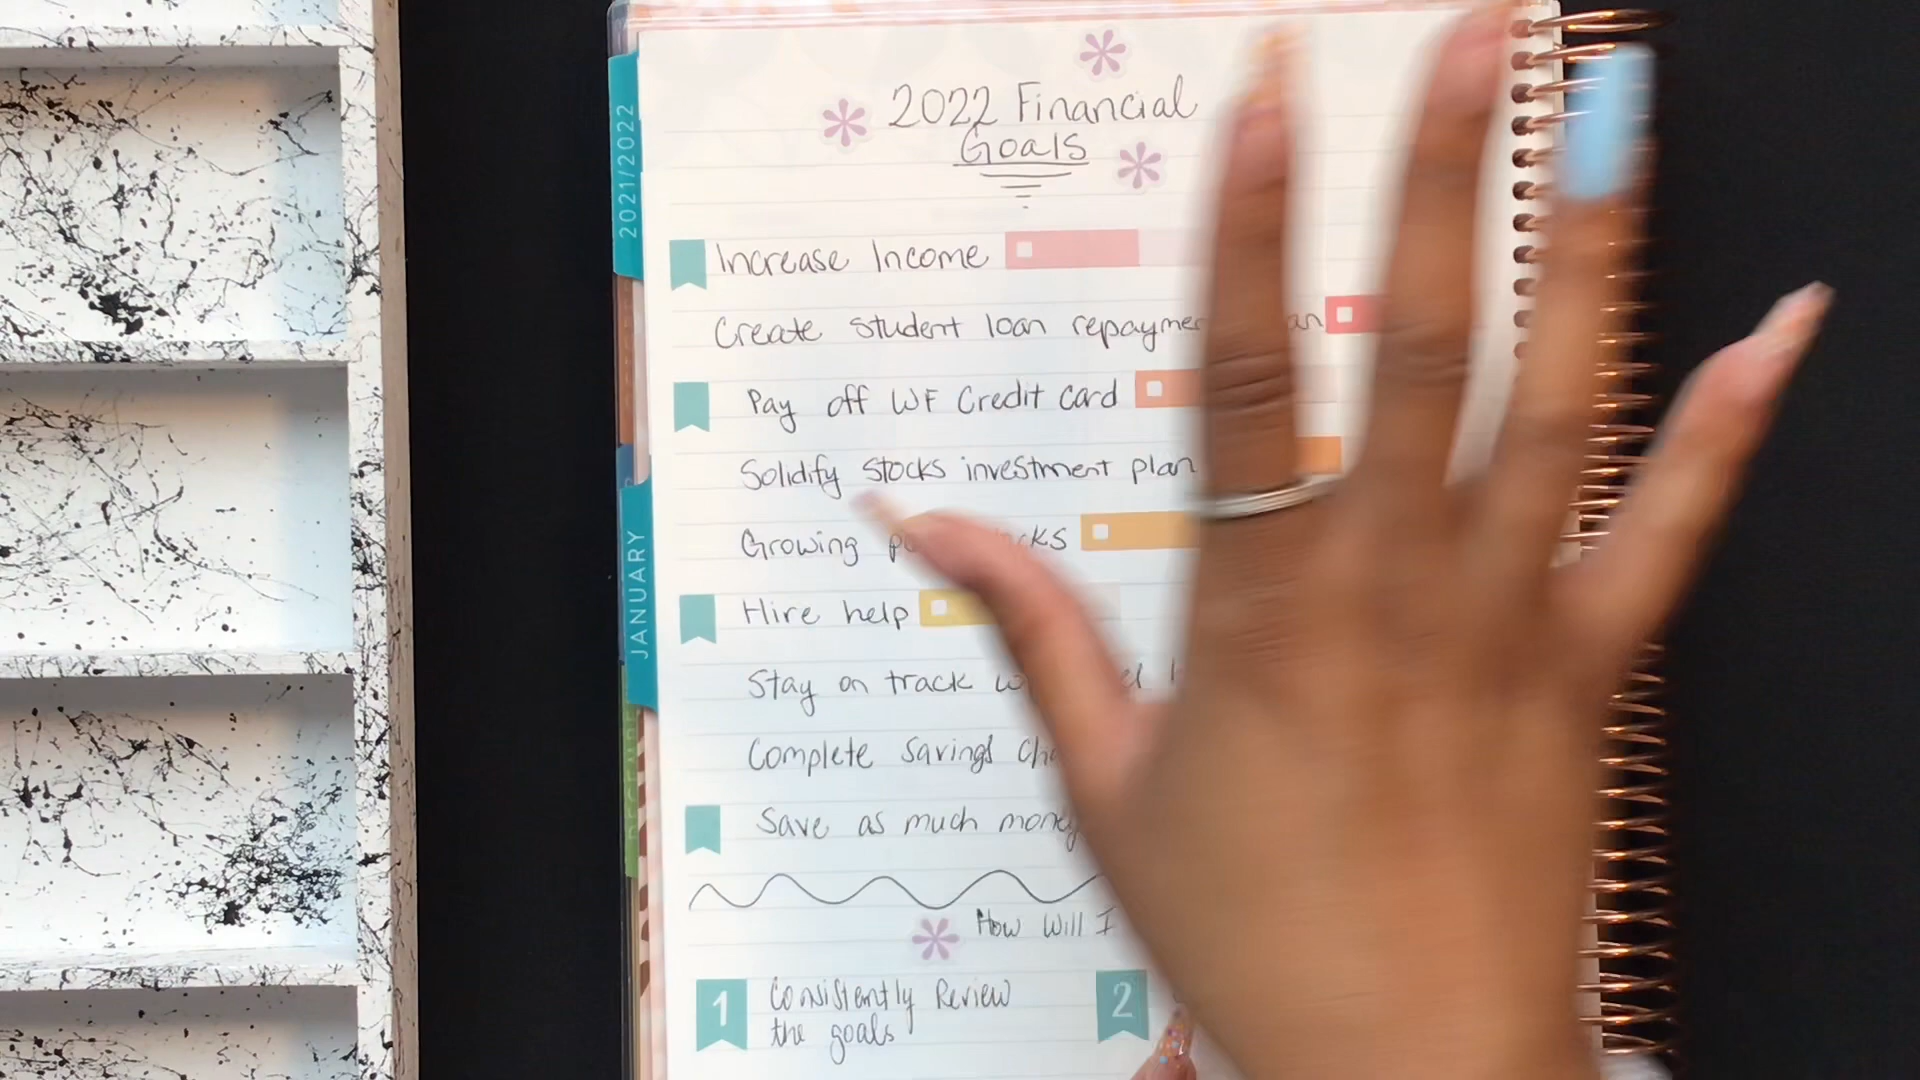 2021/2022
2022 Financial
Goals
Increase Income
Create student loan
Pay off WF Credit Card
Solidify stocks investment plan
Growing
Hire help
JANUARY
Stay on track
Complete savings
Save as much money
How Will I
1 Consistently Review
the goals
2